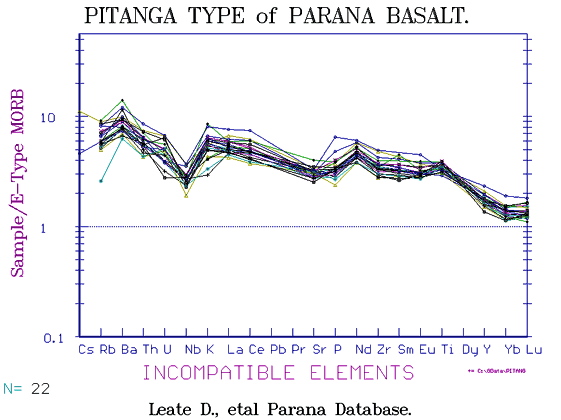 PITANGA TYPE of PARANA BASALT.
Sample/E-Type MORB
10
1
0.1
Cs Rb Ba Th U Nb K La Ce Pb Pr Sr P Nd Zr Sm Eu Ti Dy Y Yb Lu
INCOMPATIBLE ELEMENTS
N= 22
Leate D., etal Parana Database.